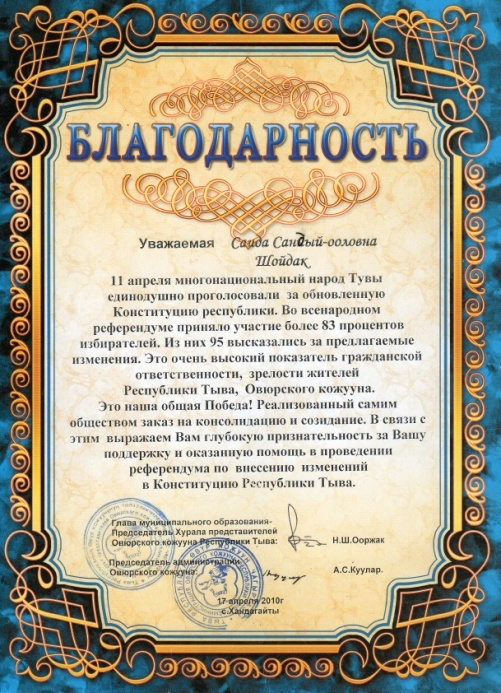 БЛАГОДАРНОСТЬ
Уважаемая Саида Сандый-ооловна
Шойдак
11 апреля многонациональный народ Тувы
единодушно проголосовали за обновленную
Конституцию республики. Во всенародном
референдуме приняло участие более 83 процентов
избирателей. Из них 95 высказались за предлагаемые
изменения. Это очень высокий показатель гражданской
ответственности, зрелости жителей
Республики Тыва, Овюрского кожууна.
Это наша общая Победа! Реализованный самим
обществом заказ на консолидацию и созидание. В связи с
этим выражаем Вам глубокую признательность за Вашу
поддержку и оказанную помощь в проведении
референдума по внесению изменений
в Конституцию Республики Тыва.
Глава муниципального образования-
Председатель Хурала представителей
Овюрского кожууна Республики Тыва: Н.Ш.Ооржак
Председатель администрации
Овюрского кожууна: А.С.Куулар.
17 апреля 2010г
с.Хандагайты